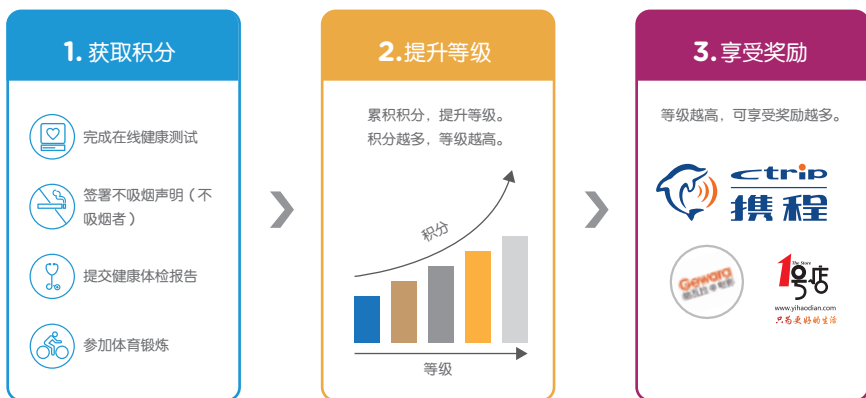 1. 获取积分
完成在线健康测试
签署不吸烟声明（不
吸烟者）
提交健康体检报告
参加体育锻炼
2.提升等级
累积积分，提升等级。
积分越多，等级越高。
积分
等级
3.享受奖励
等级越高，可享受奖励越多。
ctrip
携程
Gewara
The Store
1号店
www.yihaodian.com
只为更好的生活